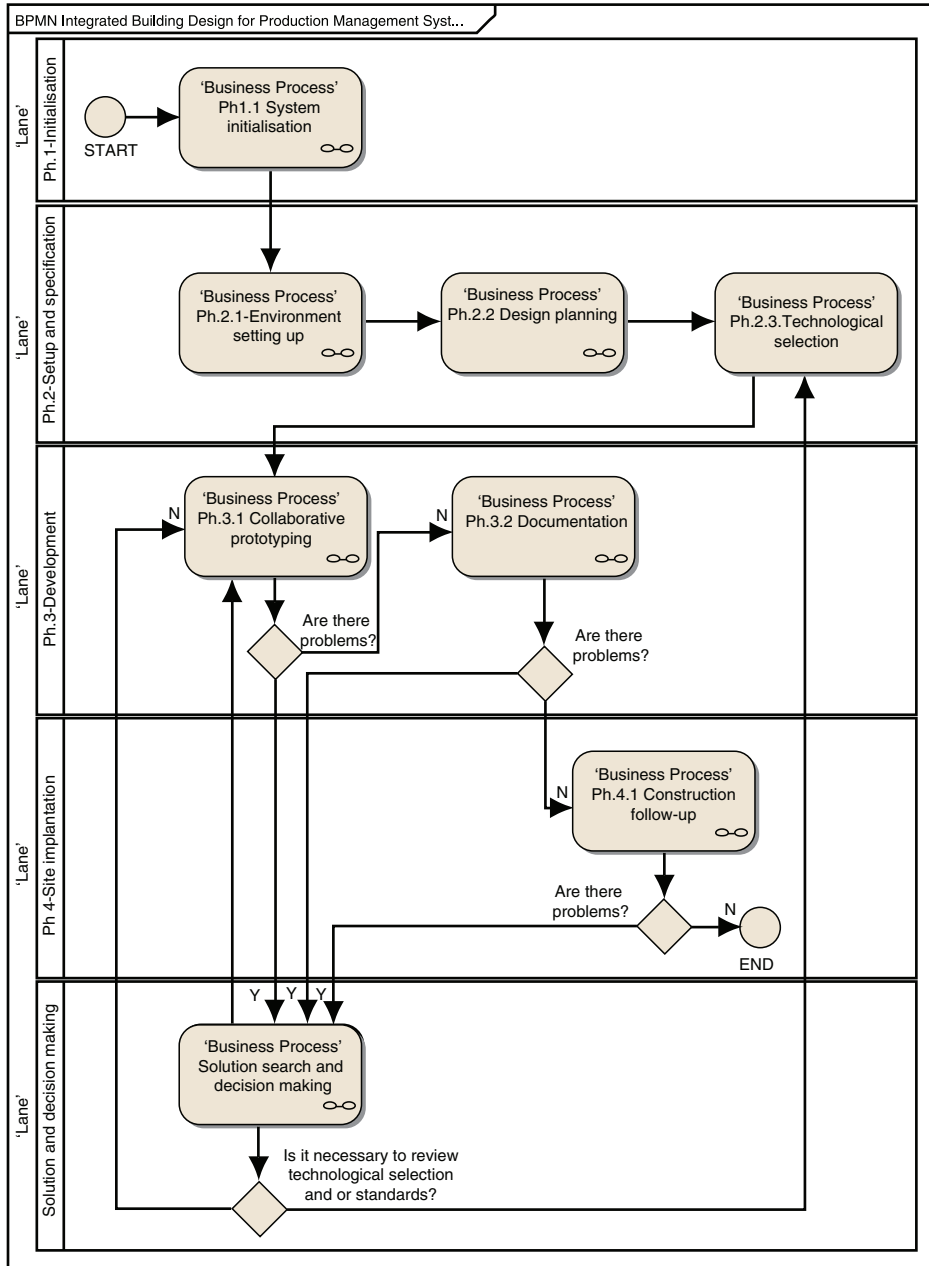 BPMN Integrated Building Design for Production Management Syst...
'Lane'
Ph.1-Initialisation
START
'Business Process'
Ph1.1 System
initialisation
'Lane'
Ph.2-Setup and specification
'Business Process'
Ph.2.1-Environment
setting up
'Business Process'
Ph.2.2 Design planning
'Business Process'
Ph.2.3.Technological
selection
'Lane'
Ph.3-Development
N
'Business Process'
Ph.3.1 Collaborative
prototyping
Are there
problems?
N
'Business Process'
Ph.3.2 Documentation
Are there
problems?
'Lane'
Ph 4-Site implantation
N
'Business Process'
Ph.4.1 Construction
follow-up
Are there
problems?
N
END
'Lane'
Solution and decision making
Y
Y
Y
'Business Process'
Solution search and
decision making
Is it necessary to review
technological selection
and or standards?